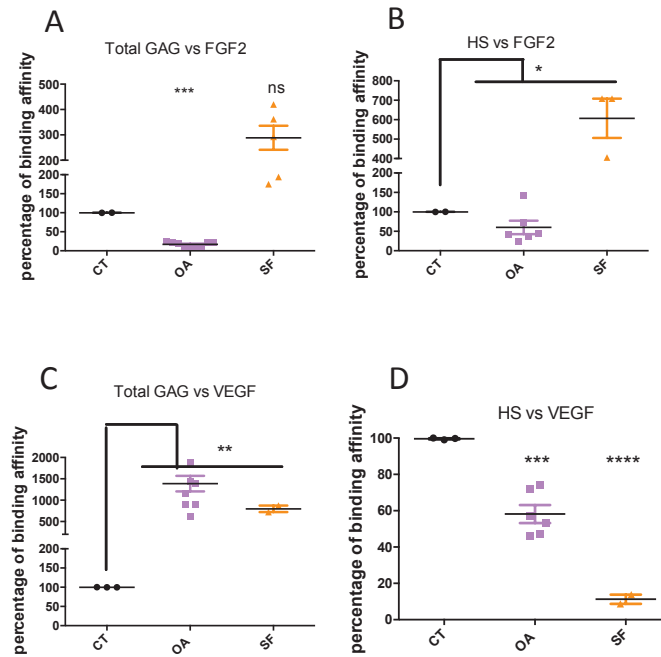 A
Total GAG vs FGF2
percentage of binding affinity
500
400
300
200
100
200
150
100
50
0
***
ns
CT
OA
SF
B
HS vs FGF2
percentage of binding affinity
800
700
600
500
400
200
150
100
50
0
*
CT
OA
SF
C
Total GAG vs VEGF
percentage of binding affinity
2000
1500
1000
500
200
150
100
50
0
**
CT
OA
SF
D
HS vs VEGF
percentage of binding affinity
100
80
60
40
20
0
***
****
CT
OA
SF